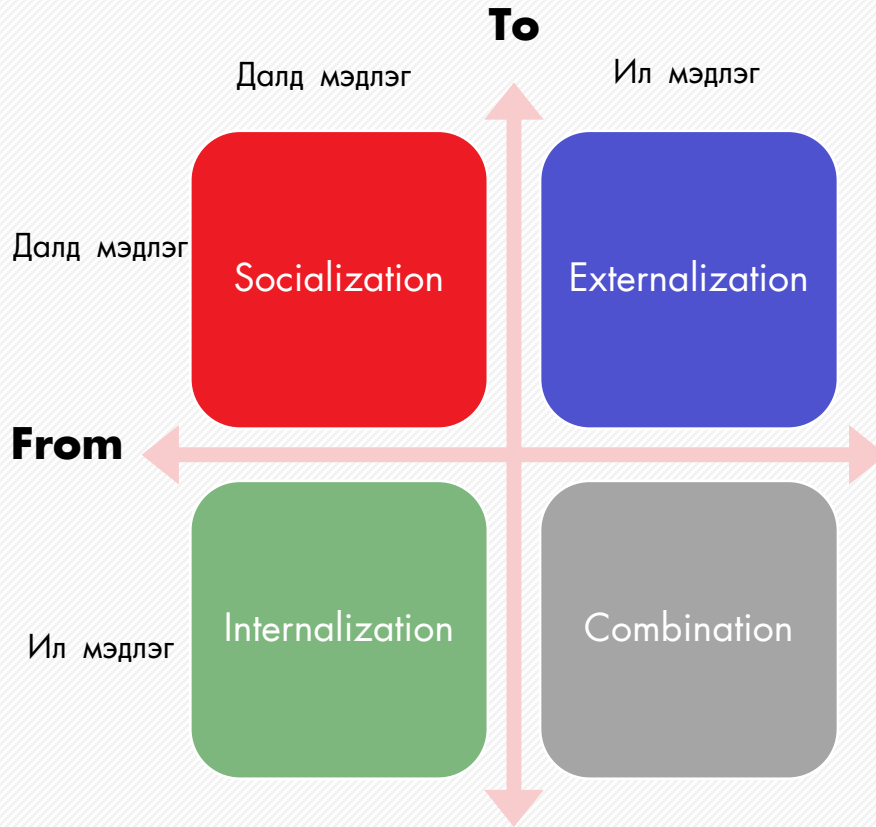 To
Далд мэдлэг
Ил мэдлэг
Далд мэдлэг
Socialization
Externalization
From
Ил мэдлэг
Internalization
Combination